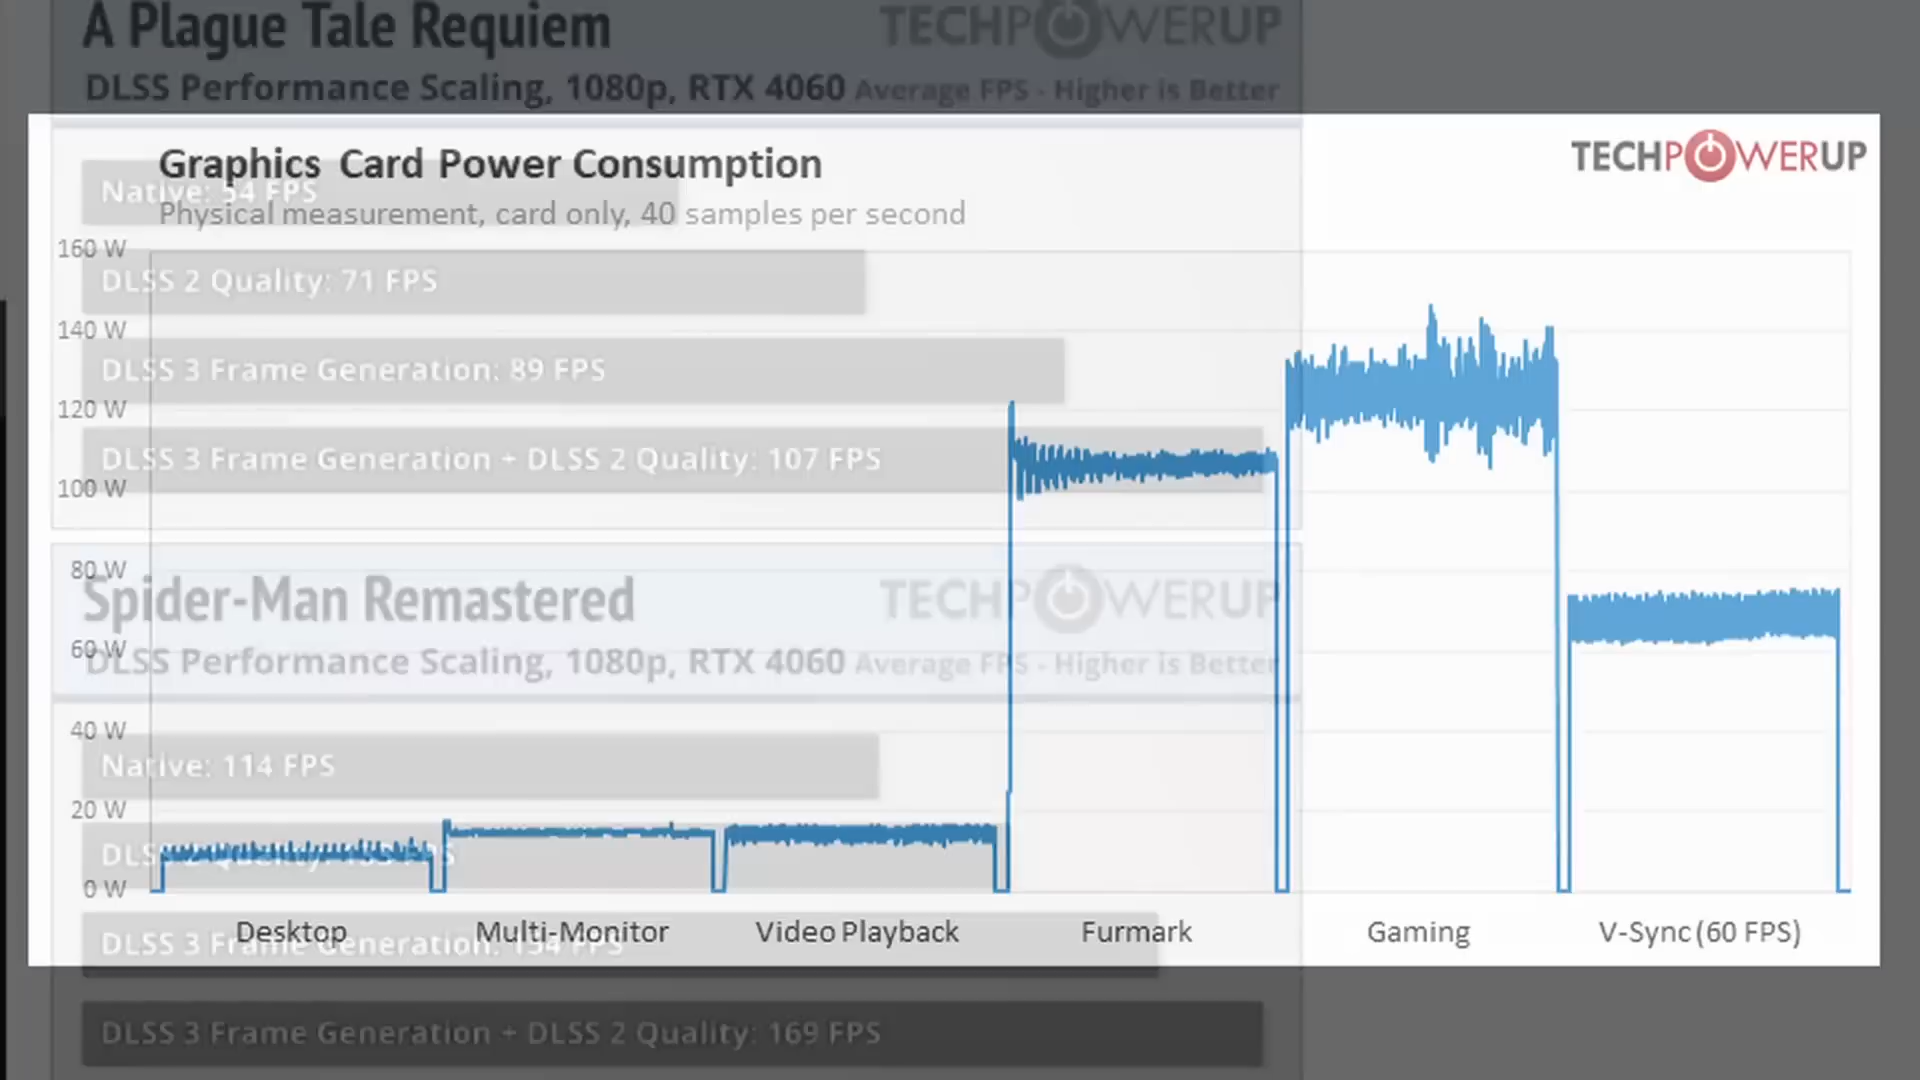 A Plague Tale Requiem
TECHPOWERUP
DLSS Performance Scaling, 1080p, RTX 4060 Average FPS - Higher is Better
TECHPOWERUP
Graphics Card Power Consumption
Native: 54 FPS
Physical measurement, card only, 40 samples per second
160 W
DLSS 2 Quality: 71 FPS
140 W
DLSS 3 Frame Generation: 89 FPS
120 W
DLSS 3 Frame Generation + DLSS 2 Quality: 107 FPS
100 W
80 W
Spider-Man Remastered
TECHPOWERUP
60 W
DLSS Performance Scaling, 1080p, RTX 4060 Average FPS - Higher is Better
40 W
Native: 114 FPS
20 W
DLSS 2 Quality:
0 W
Desktop Multi-Monitor Video Playback Furmark Gaming V-Sync (60 FPS)
DLSS 3 Frame Generation: 154 FPS
DLSS 3 Frame Generation + DLSS 2 Quality: 169 FPS